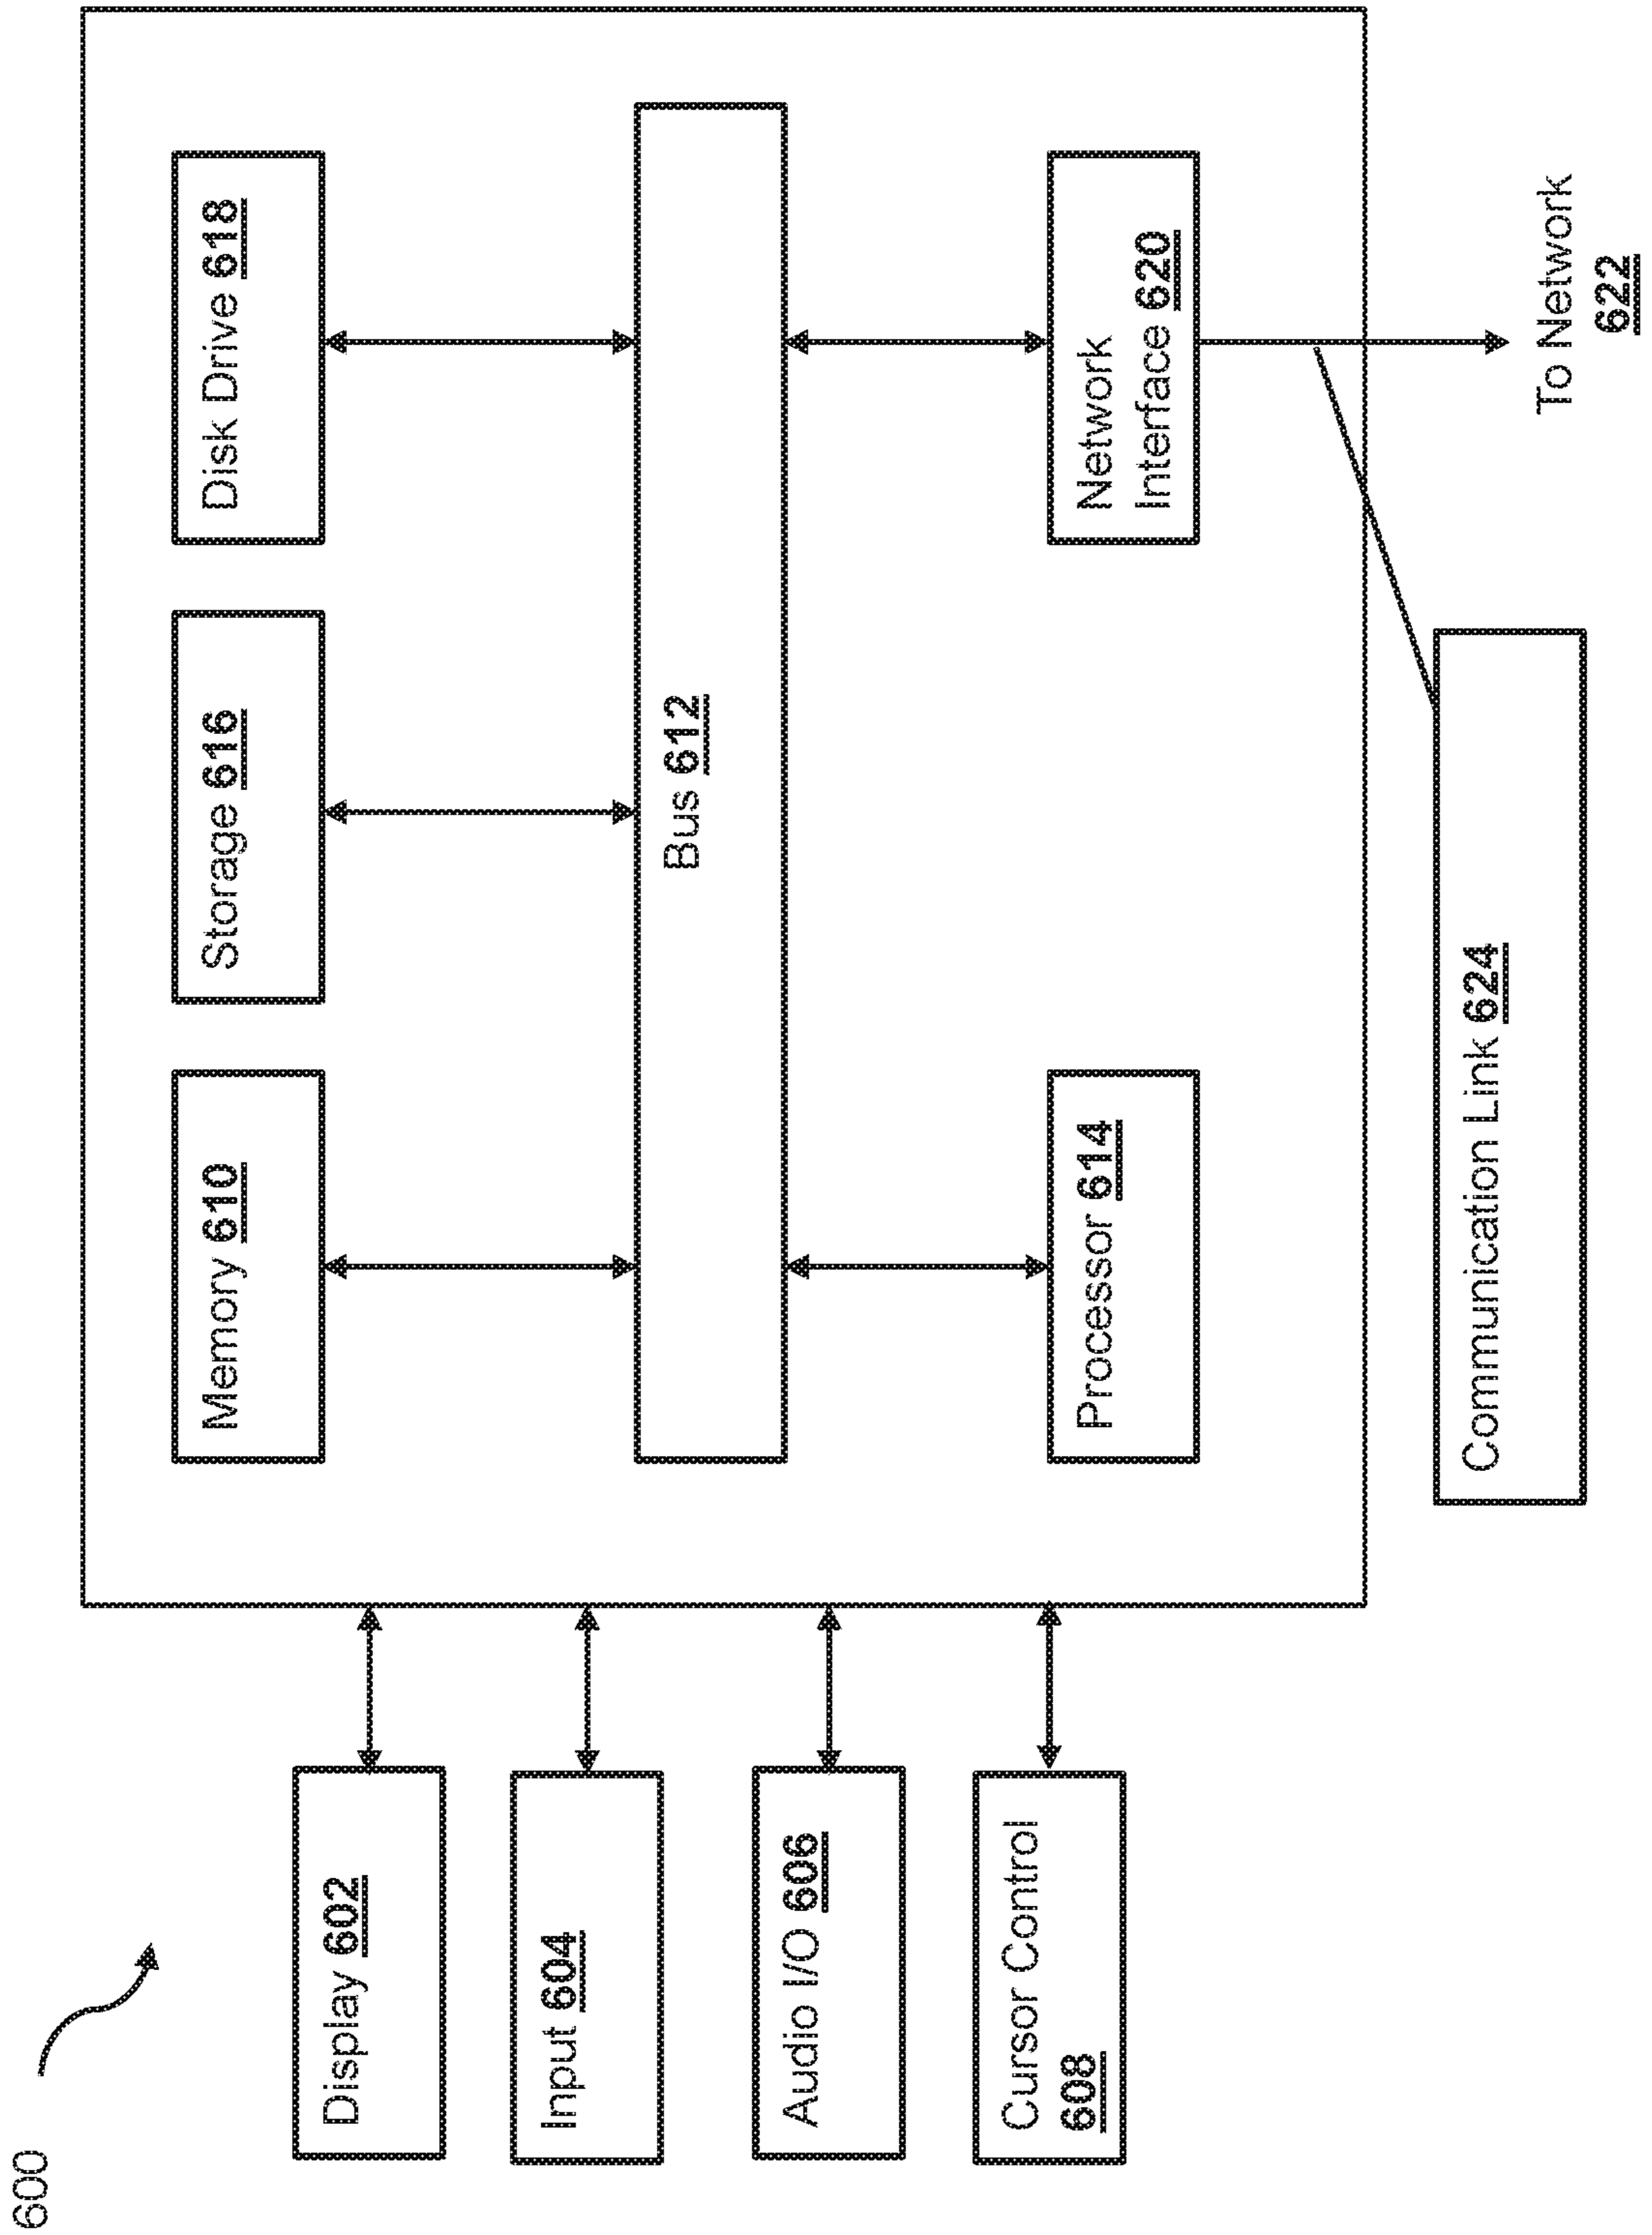 600
Display 602
Input 604
Audio I/O 606
Cursor Control
608
Memory 610
Storage 616
Disk Drive 618
Bus 612
Processor 614
Network
Interface 620
Communication Link 624
To Network
622